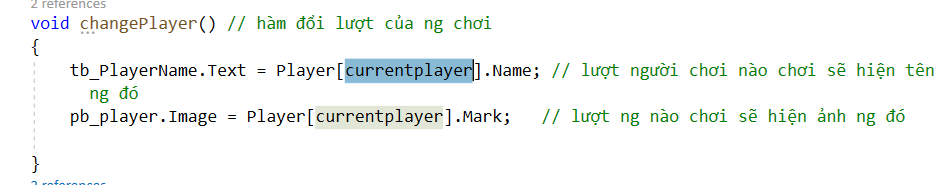 2 references
void changePlayer() // hàm đổi lượt của ng chơi
{
tb_PlayerName.Text = Player[currentplayer].Name; // lượt người chơi nào chơi sẽ hiện tên
ng đó
pb_player.Image = Player[currentplayer].Mark;   // lượt ng nào chơi sẽ hiện ảnh ng đó
}
2 references